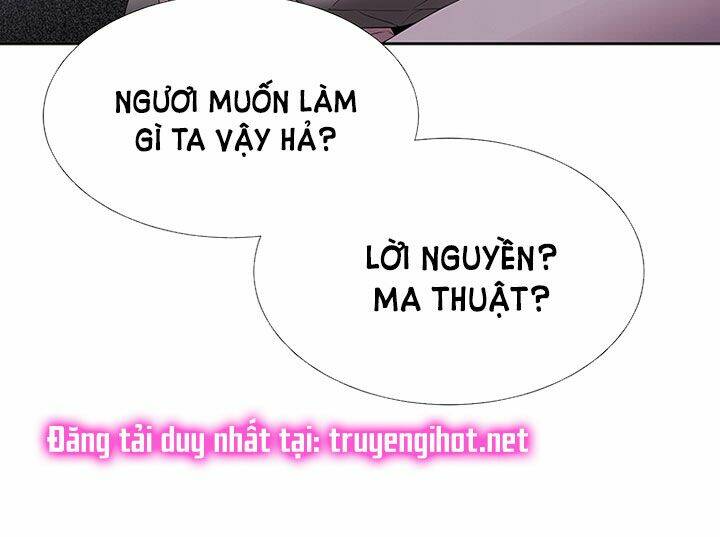 NGƯƠI MUỐN LÀM
GÌ TA VẬY HẢ?
LỜI NGUYỀN?
MA THUẬT?
Đăng tải duy nhất tại: truyengihot.net